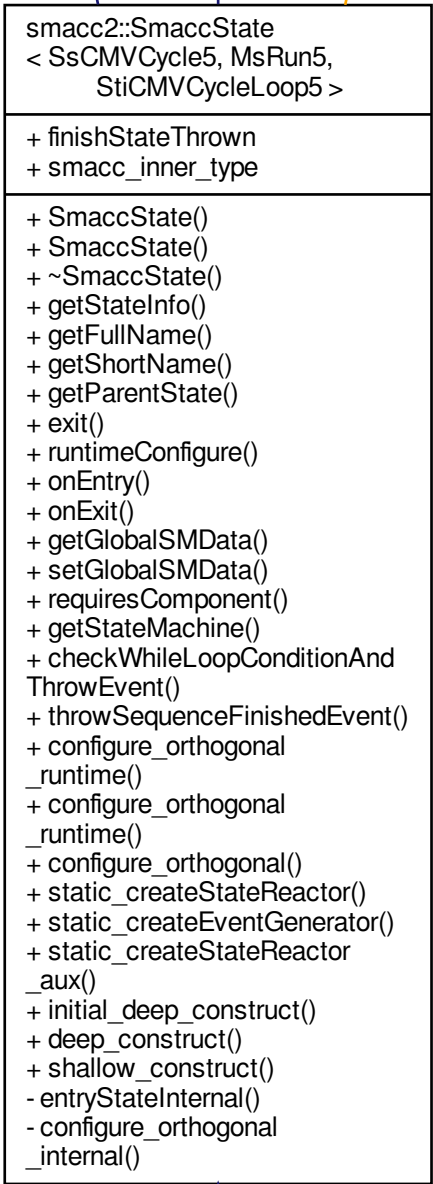 smacc2::SmaccState
< SsCMVCycle5, MsRun5,
StiCMVCycleLoop5 >
+ finishStateThrown
+ smacc_inner_type
+ SmaccState()
+ SmaccState()
+ ~SmaccState()
+ getStateInfo()
+ getFullName()
+ getShortName()
+ getParentState()
+ exit()
+ runtimeConfigure()
+ onEntry()
+ onExit()
+ getGlobalSMData()
+ setGlobalSMData()
+ requiresComponent()
+ getStateMachine()
+ checkWhileLoopConditionAnd
ThrowEvent()
+ throwSequenceFinishedEvent()
+ configure_orthogonal
_runtime()
+ configure_orthogonal
_runtime()
+ configure_orthogonal()
+ static_createStateReactor()
+ static_createEventGenerator()
+ static_createStateReactor
_aux()
+ initial_deep_construct()
+ deep_construct()
+ shallow_construct()
- entryStateInternal()
- configure_orthogonal
_internal()